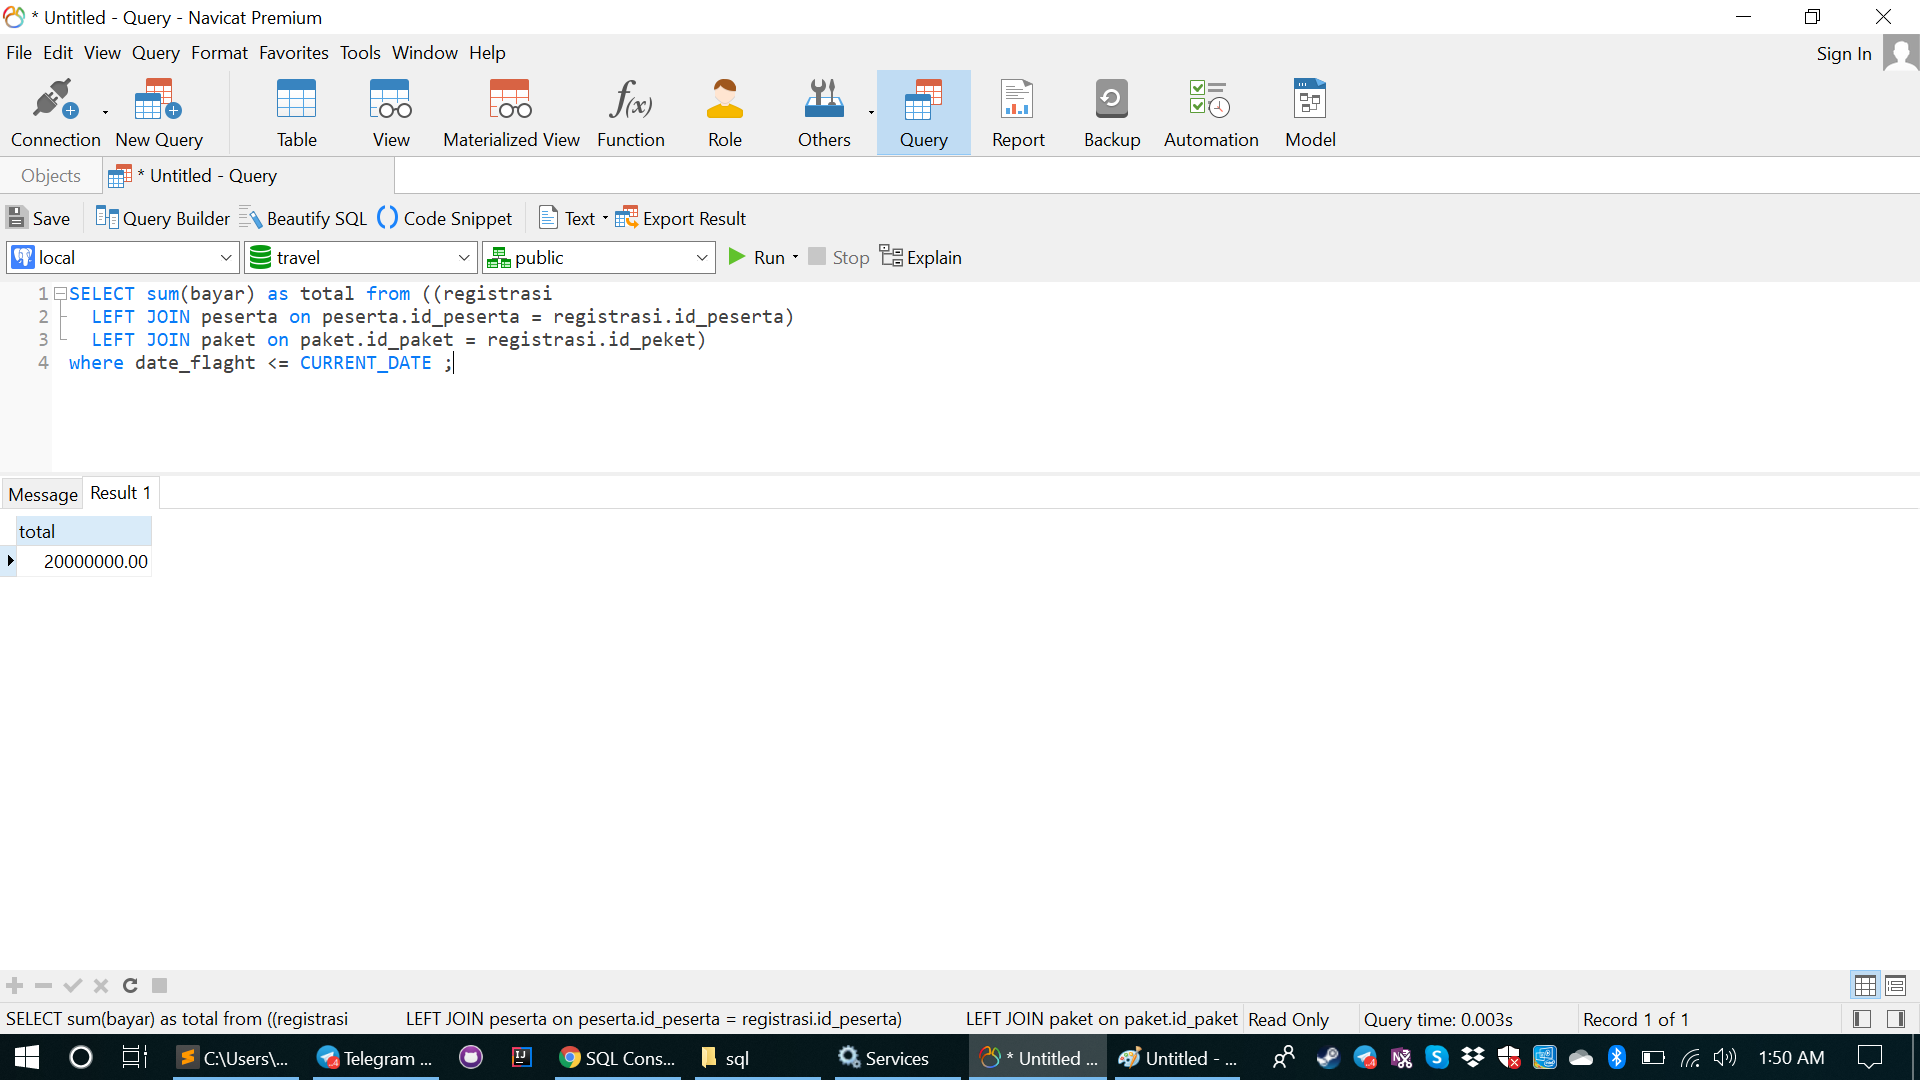 * Untitled - Query - Navicat Premium
File Edit View Query Format Favorites Tools Window Help
Sign In
Connection New Query Table View Materialized View Function Role Others Query Report Backup Automation Model
f(x)
Objects * Untitled - Query
Save Query Builder Beautify SQL Code Snippet Text Export Result
local travel public Run Stop Explain
1 SELECT sum(bayar) as total from ((registrasi
2 LEFT JOIN peserta on peserta.id_peserta = registrasi.id_peserta)
3 LEFT JOIN paket on paket.id_paket = registrasi.id_peket)
4 where date_flaght <= CURRENT_DATE ;
Message Result 1
total
20000000.00
SELECT sum(bayar) as total from ((registrasi LEFT JOIN peserta on peserta.id_peserta = registrasi.id_peserta) LEFT JOIN paket on paket.id_paket Read Only Query time: 0.003s Record 1 of 1
C:\Users\... Telegram ... IJ SQL Cons... sql Services * Untitled ... Untitled - ... 1:50 AM